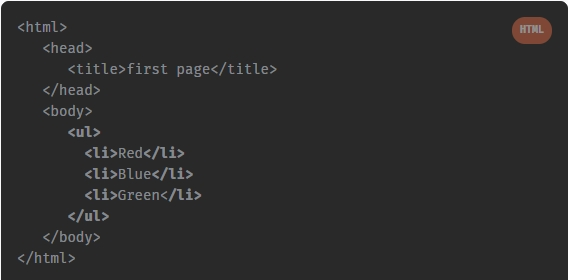 <html>
HTML
<head>
<title>first page</title>
</head>
<body>
<ul>
<li>Red</li>
<li>Blue</li>
<li>Green</li>
</ul>
</body>
</html>